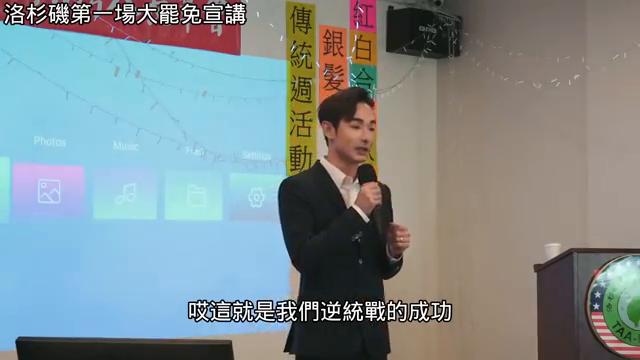 洛杉磯第一場大罷免宣講
傳統週活動
銀髮
紅白
Photos
Music
Settings
哎這就是我們逆統戰的成功
TAA